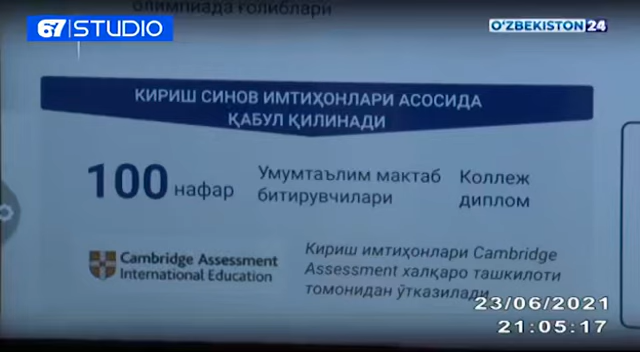 олимпиада ғолиблари
67 STUDIO
O'ZBEKISTON 24
КИРИШ СИНОВ ИМТИҲОНЛАРИ АСОСИДА
ҚАБУЛ ҚИЛИНАДИ
100 нафар
Умумтаълим мактаб
битирувчилари
Коллеж
диплом
Cambridge Assessment
International Education
Кириш имтиҳонлари Cambridge
Assessment халқаро ташкилоти
томонидан ўтказилади
23/06/2021
21:05:17